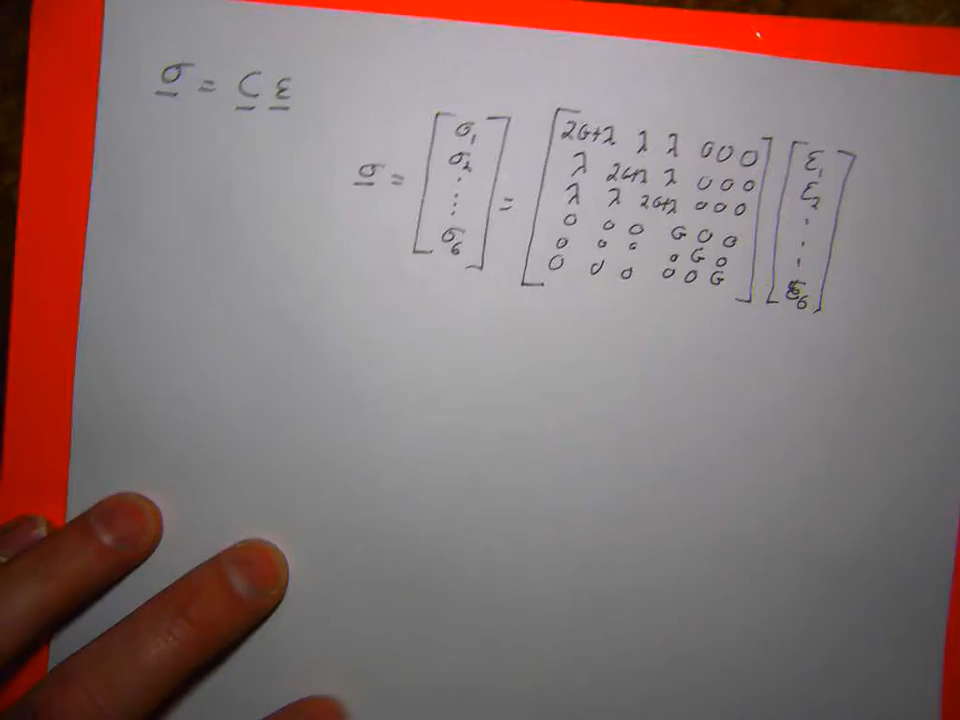 σ = C ε
σ = [σ₁ σ₂ ⋮ σ₆] = [
2G+λ λ λ 0 0 0
λ 2G+λ λ 0 0 0
λ λ 2G+λ 0 0 0
0 0 0 G 0 0
0 0 0 0 G 0
0 0 0 0 0 G
] [ε₁ ε₂ ⋮ ε₆]